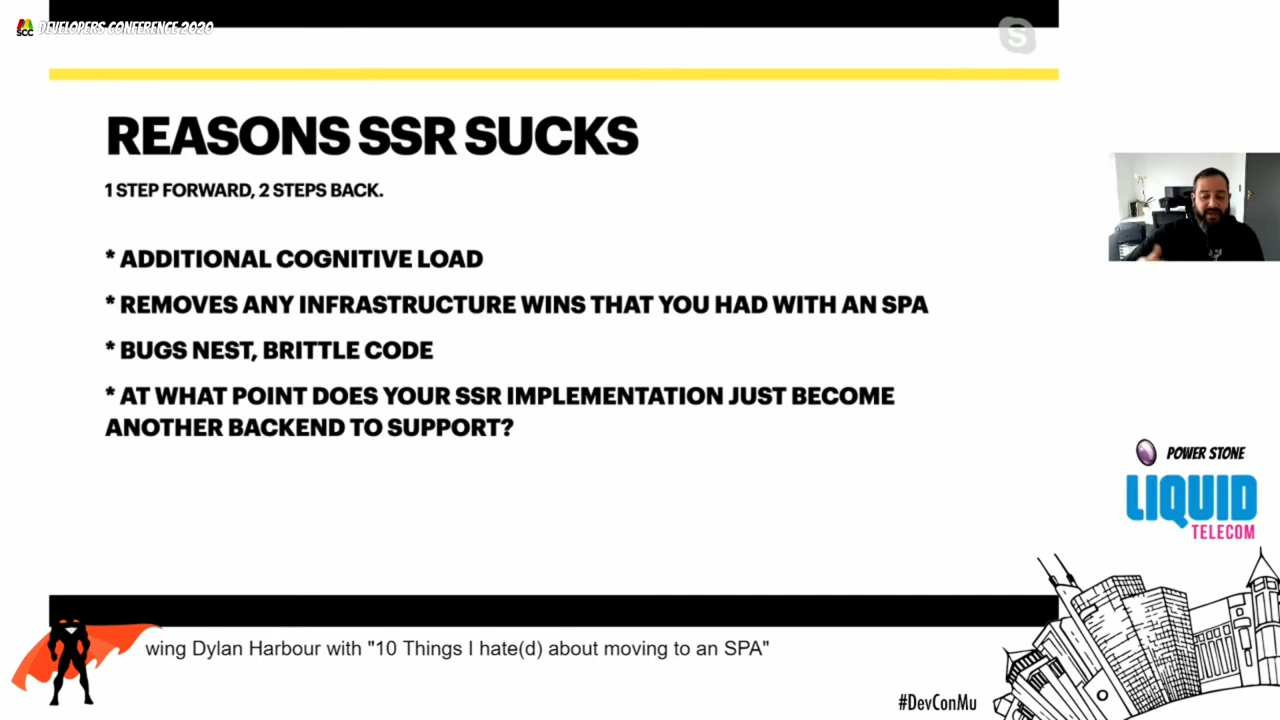 SCC DEVELOPERS CONFERENCE 2020
S
REASONS SSR SUCKS
1 STEP FORWARD, 2 STEPS BACK.
* ADDITIONAL COGNITIVE LOAD
* REMOVES ANY INFRASTRUCTURE WINS THAT YOU HAD WITH AN SPA
* BUGS NEST, BRITTLE CODE
* AT WHAT POINT DOES YOUR SSR IMPLEMENTATION JUST BECOME
ANOTHER BACKEND TO SUPPORT?
POWER STONE
LIQUID
TELECOM
wing Dylan Harbour with "10 Things I hate(d) about moving to an SPA"
#DevConMu